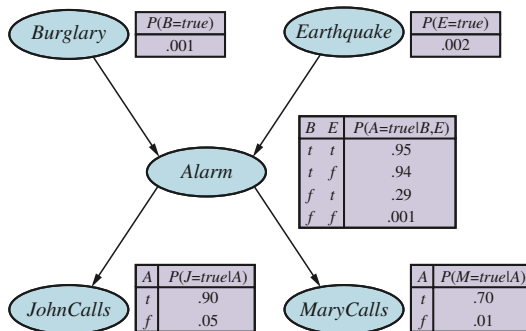 Burglary
P(B=true)
.001
Earthquake
P(E=true)
.002
Alarm
B E P(A=true|B,E)
t t .95
t f .94
f t .29
f f .001
JohnCalls
A P(J=true|A)
t .90
f .05
MaryCalls
A P(M=true|A)
t .70
f .01